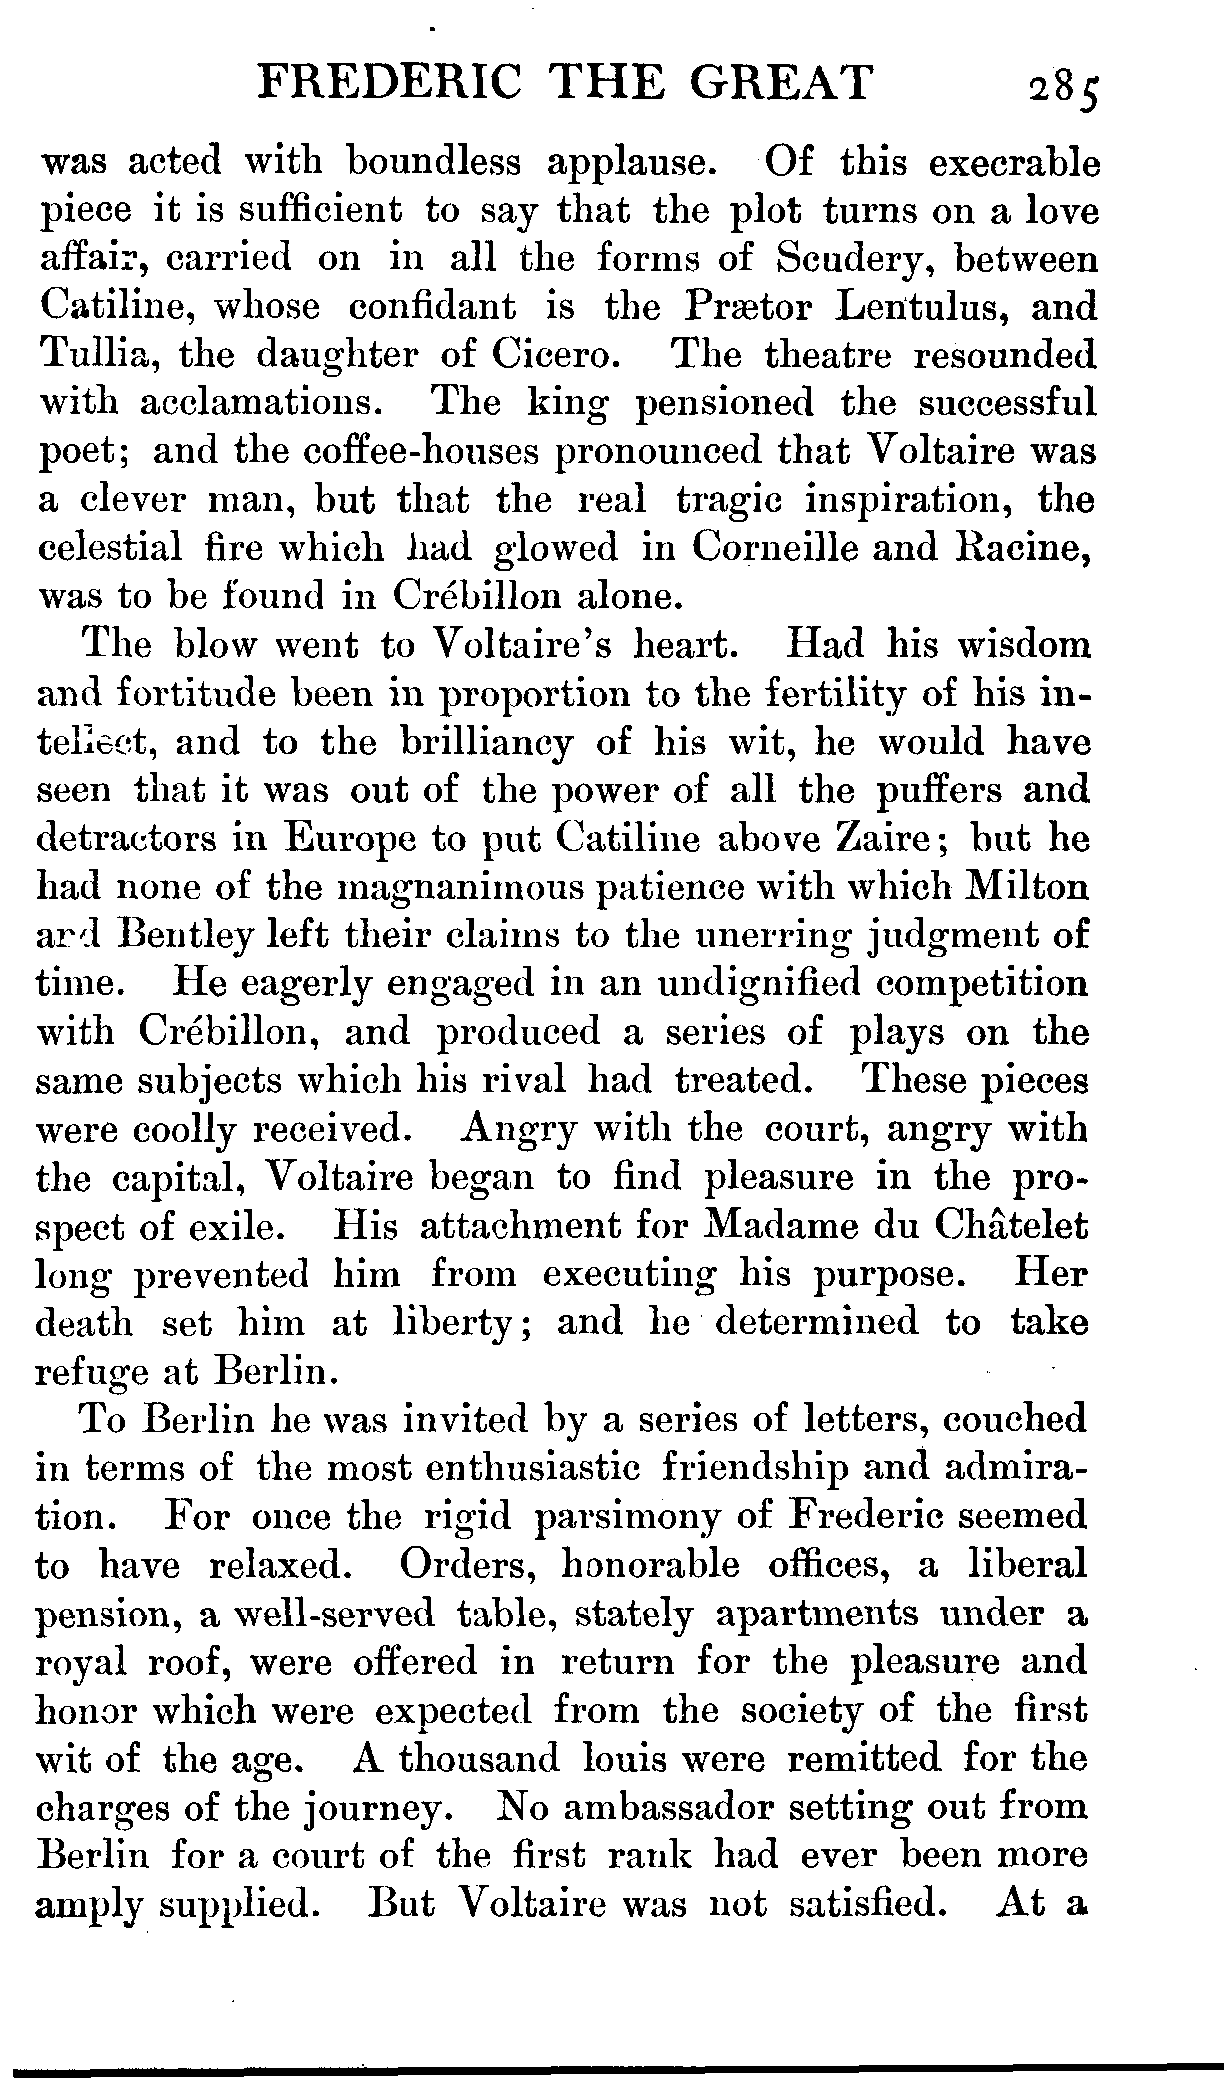 FREDERIC THE GREAT 285
was acted with boundless applause. Of this execrable
piece it is sufficient to say that the plot turns on a love
affair, carried on in all the forms of Scudery, between
Catiline, whose confidant is the Prætor Lentulus, and
Tullia, the daughter of Cicero. The theatre resounded
with acclamations. The king pensioned the successful
poet; and the coffee-houses pronounced that Voltaire was
a clever man, but that the real tragic inspiration, the
celestial fire which had glowed in Corneille and Racine,
was to be found in Crébillon alone.
The blow went to Voltaire's heart. Had his wisdom
and fortitude been in proportion to the fertility of his in-
tellect, and to the brilliancy of his wit, he would have
seen that it was out of the power of all the puffers and
detractors in Europe to put Catiline above Zaire; but he
had none of the magnanimous patience with which Milton
and Bentley left their claims to the unerring judgment of
time. He eagerly engaged in an undignified competition
with Crébillon, and produced a series of plays on the
same subjects which his rival had treated. These pieces
were coolly received. Angry with the court, angry with
the capital, Voltaire began to find pleasure in the pro-
spect of exile. His attachment for Madame du Châtelet
long prevented him from executing his purpose. Her
death set him at liberty; and he determined to take
refuge at Berlin.
To Berlin he was invited by a series of letters, couched
in terms of the most enthusiastic friendship and admira-
tion. For once the rigid parsimony of Frederic seemed
to have relaxed. Orders, honorable offices, a liberal
pension, a well-served table, stately apartments under a
royal roof, were offered in return for the pleasure and
honor which were expected from the society of the first
wit of the age. A thousand louis were remitted for the
charges of the journey. No ambassador setting out from
Berlin for a court of the first rank had ever been more
amply supplied. But Voltaire was not satisfied. At a